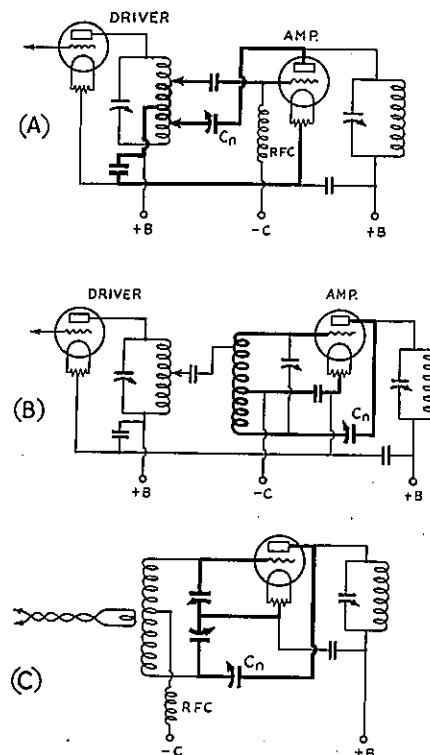 DRIVER
AMP.
(A)
Cn
RFC
+B
-C
+B
DRIVER
AMP.
(B)
Cn
+B
-C
+B
(C)
Cn
RFC
-C
+B